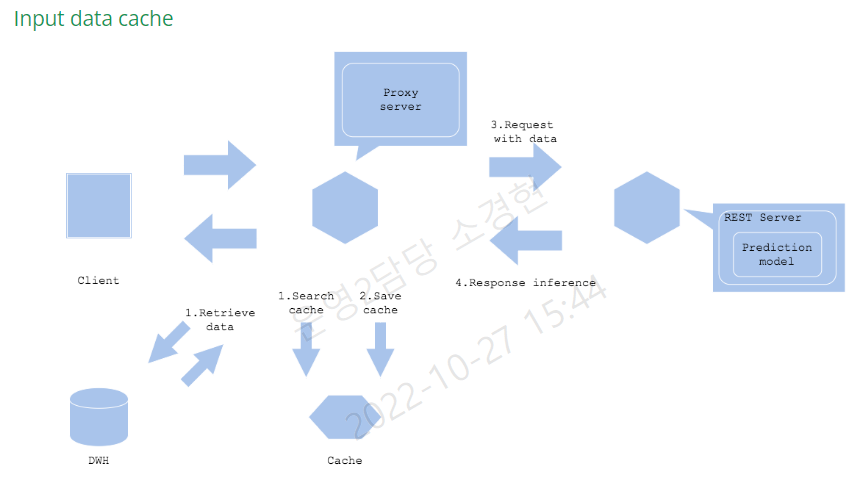 Input data cache
Proxy
server
3.Request
with data
REST Server
Prediction
model
Client
4.Response inference
1.Search
cache
2.Save
cache
1.Retrieve
data
DWH
Cache
운영2담당 소경현
2022-10-27 15:44